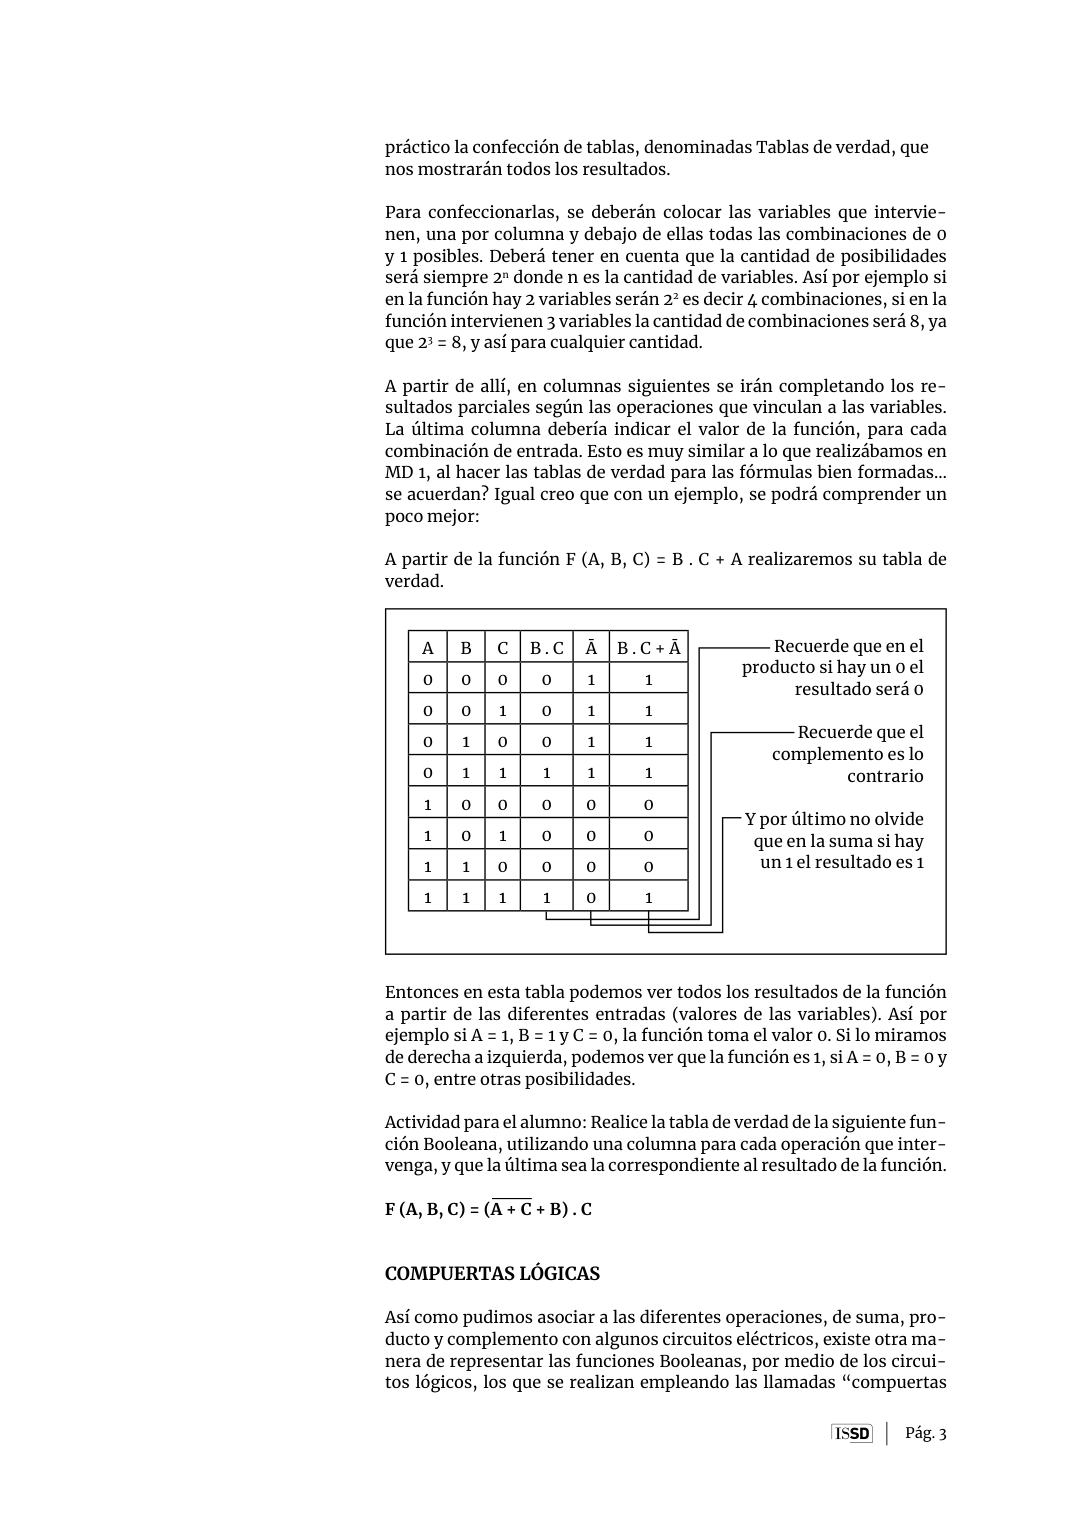 práctico la confección de tablas, denominadas Tablas de verdad, que
nos mostrarán todos los resultados.
Para confeccionarlas, se deberán colocar las variables que intervie-
nen, una por columna y debajo de ellas todas las combinaciones de 0
y 1 posibles. Deberá tener en cuenta que la cantidad de posibilidades
será siempre 2ⁿ donde n es la cantidad de variables. Así por ejemplo si
en la función hay 2 variables serán 2² es decir 4 combinaciones, si en la
función intervienen 3 variables la cantidad de combinaciones será 8, ya
que 2³ = 8, y así para cualquier cantidad.
A partir de allí, en columnas siguientes se irán completando los re-
sultados parciales según las operaciones que vinculan a las variables.
La última columna debería indicar el valor de la función, para cada
combinación de entrada. Esto es muy similar a lo que realizábamos en
MD 1, al hacer las tablas de verdad para las fórmulas bien formadas...
se acuerdan? Igual creo que con un ejemplo, se podrá comprender un
poco mejor:
A partir de la función F (A, B, C) = B . C + A realizaremos su tabla de
verdad.
A B C B . C Ā B . C + Ā
0 0 0 0 1 1
0 0 1 0 1 1
0 1 0 0 1 1
0 1 1 1 1 1
1 0 0 0 0 0
1 0 1 0 0 0
1 1 0 0 0 0
1 1 1 1 0 1
Recuerde que en el
producto si hay un 0 el
resultado será 0
Recuerde que el
complemento es lo
contrario
Y por último no olvide
que en la suma si hay
un 1 el resultado es 1
Entonces en esta tabla podemos ver todos los resultados de la función
a partir de las diferentes entradas (valores de las variables). Así por
ejemplo si A = 1, B = 1 y C = 0, la función toma el valor 0. Si lo miramos
de derecha a izquierda, podemos ver que la función es 1, si A = 0, B = 0 y
C = 0, entre otras posibilidades.
Actividad para el alumno: Realice la tabla de verdad de la siguiente fun-
ción Booleana, utilizando una columna para cada operación que inter-
venga, y que la última sea la correspondiente al resultado de la función.
F (A, B, C) = (A̅ ̅+̅ ̅C̅ + B) . C
COMPUERTAS LÓGICAS
Así como pudimos asociar a las diferentes operaciones, de suma, pro-
ducto y complemento con algunos circuitos eléctricos, existe otra ma-
nera de representar las funciones Booleanas, por medio de los circui-
tos lógicos, los que se realizan empleando las llamadas “compuertas
ISSD Pág. 3